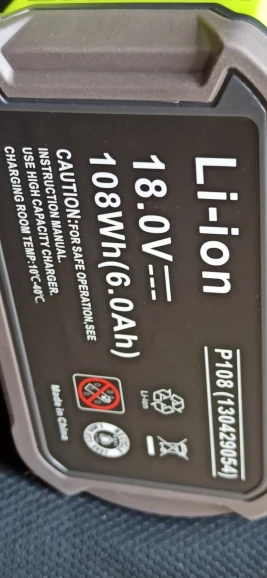 Li-ion
P108 (130429054)
18.0V⎓
108Wh(6.0Ah)
Li-ion
CAUTION:FOR SAFE OPERATION,SEE
INSTRUCTION MANUAL.
USE HIGH CAPACITY CHARGER.
CHARGING ROOM TEMP:10℃-40℃.
Made in China